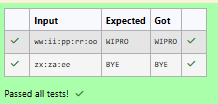 Input Expected Got
ww:ii:pp:rr:oo WIPRO WIPRO
zx:za:ee BYE BYE
Passed all tests!